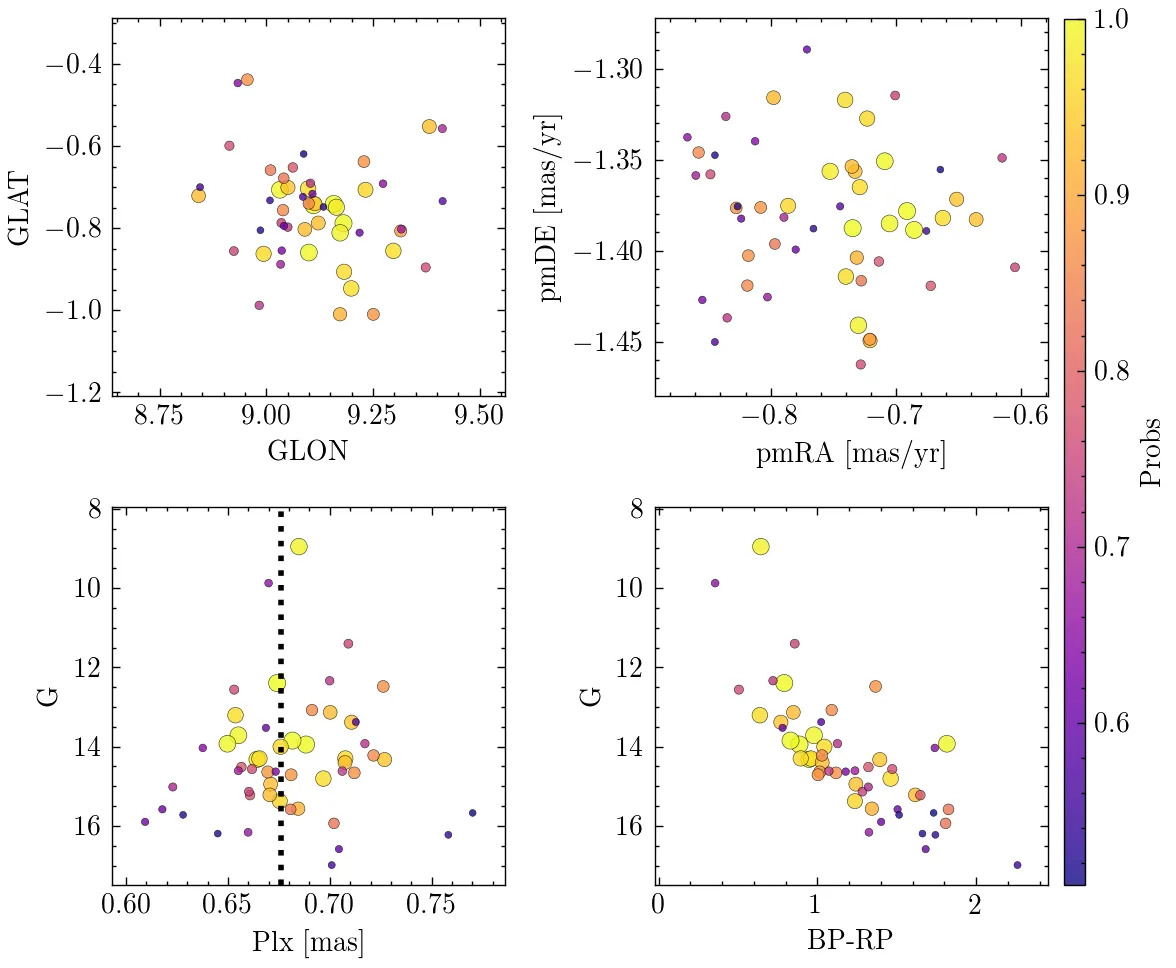 −0.4
−0.6
−0.8
−1.0
−1.2
GLAT
8.75 9.00 9.25 9.50
GLON
−1.30
−1.35
−1.40
−1.45
pmDE [mas/yr]
−0.8 −0.7 −0.6
pmRA [mas/yr]
8
10
12
14
16
G
0.60 0.65 0.70 0.75
Plx [mas]
8
10
12
14
16
G
0 1 2
BP-RP
1.0
0.9
0.8
0.7
0.6
Probs